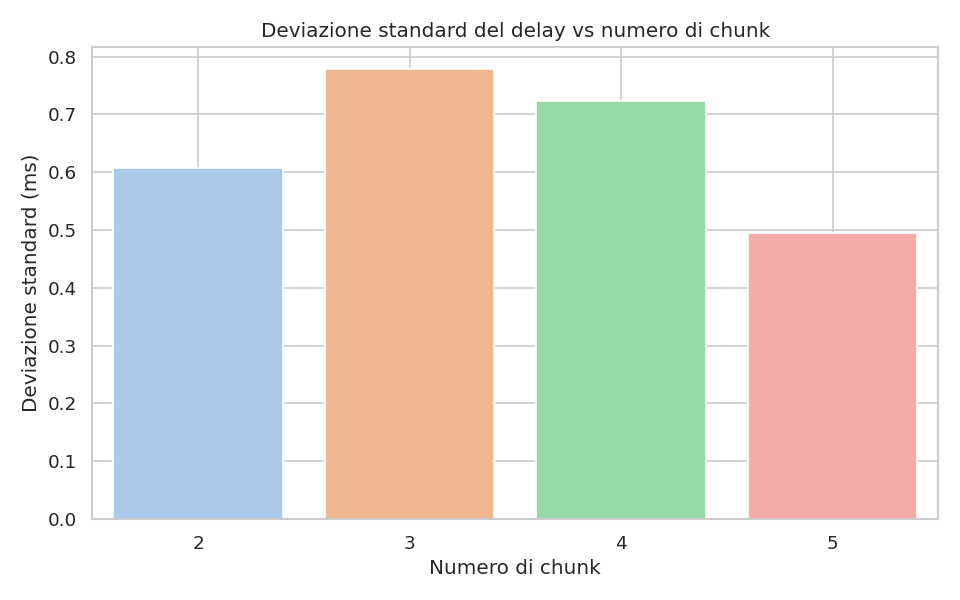 Deviazione standard del delay vs numero di chunk
Deviazione standard (ms)
0.8
0.7
0.6
0.5
0.4
0.3
0.2
0.1
0.0
2 3 4 5
Numero di chunk